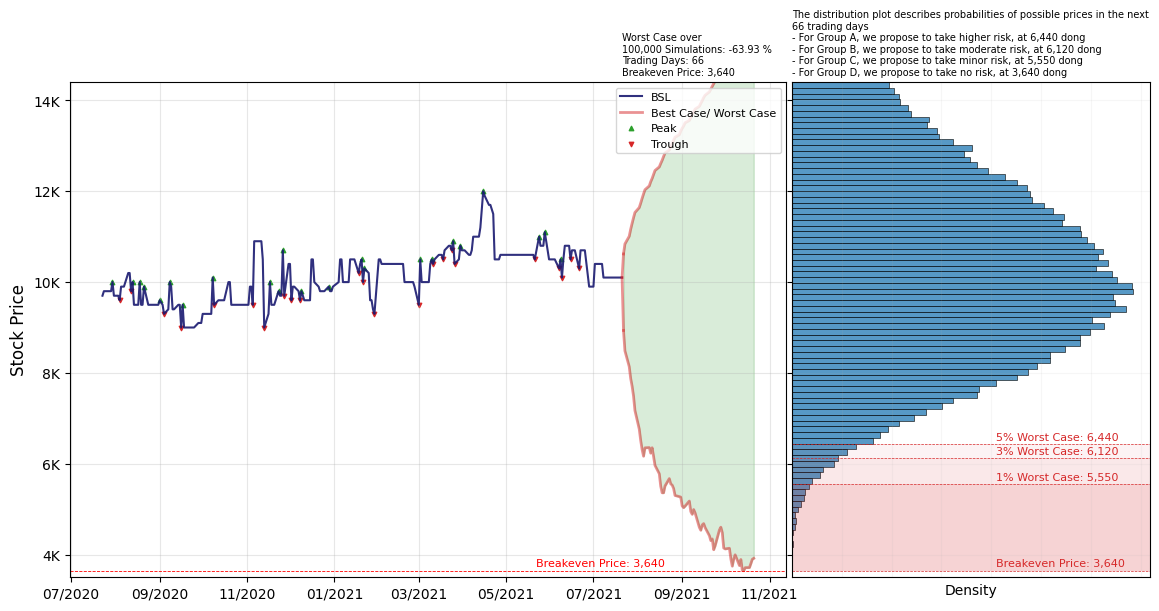 Worst Case over
100,000 Simulations: -63.93 %
Trading Days: 66
Breakeven Price: 3,640
The distribution plot describes probabilities of possible prices in the next
66 trading days
- For Group A, we propose to take higher risk, at 6,440 dong
- For Group B, we propose to take moderate risk, at 6,120 dong
- For Group C, we propose to take minor risk, at 5,550 dong
- For Group D, we propose to take no risk, at 3,640 dong
BSL
Best Case/ Worst Case
Peak
Trough
Stock Price
14K
12K
10K
8K
6K
4K
Breakeven Price: 3,640
07/2020
09/2020
11/2020
1/2021
03/2021
05/2021
07/2021
09/2021
11/2021
5% Worst Case: 6,440
3% Worst Case: 6,120
1% Worst Case: 5,550
Breakeven Price: 3,640
Density